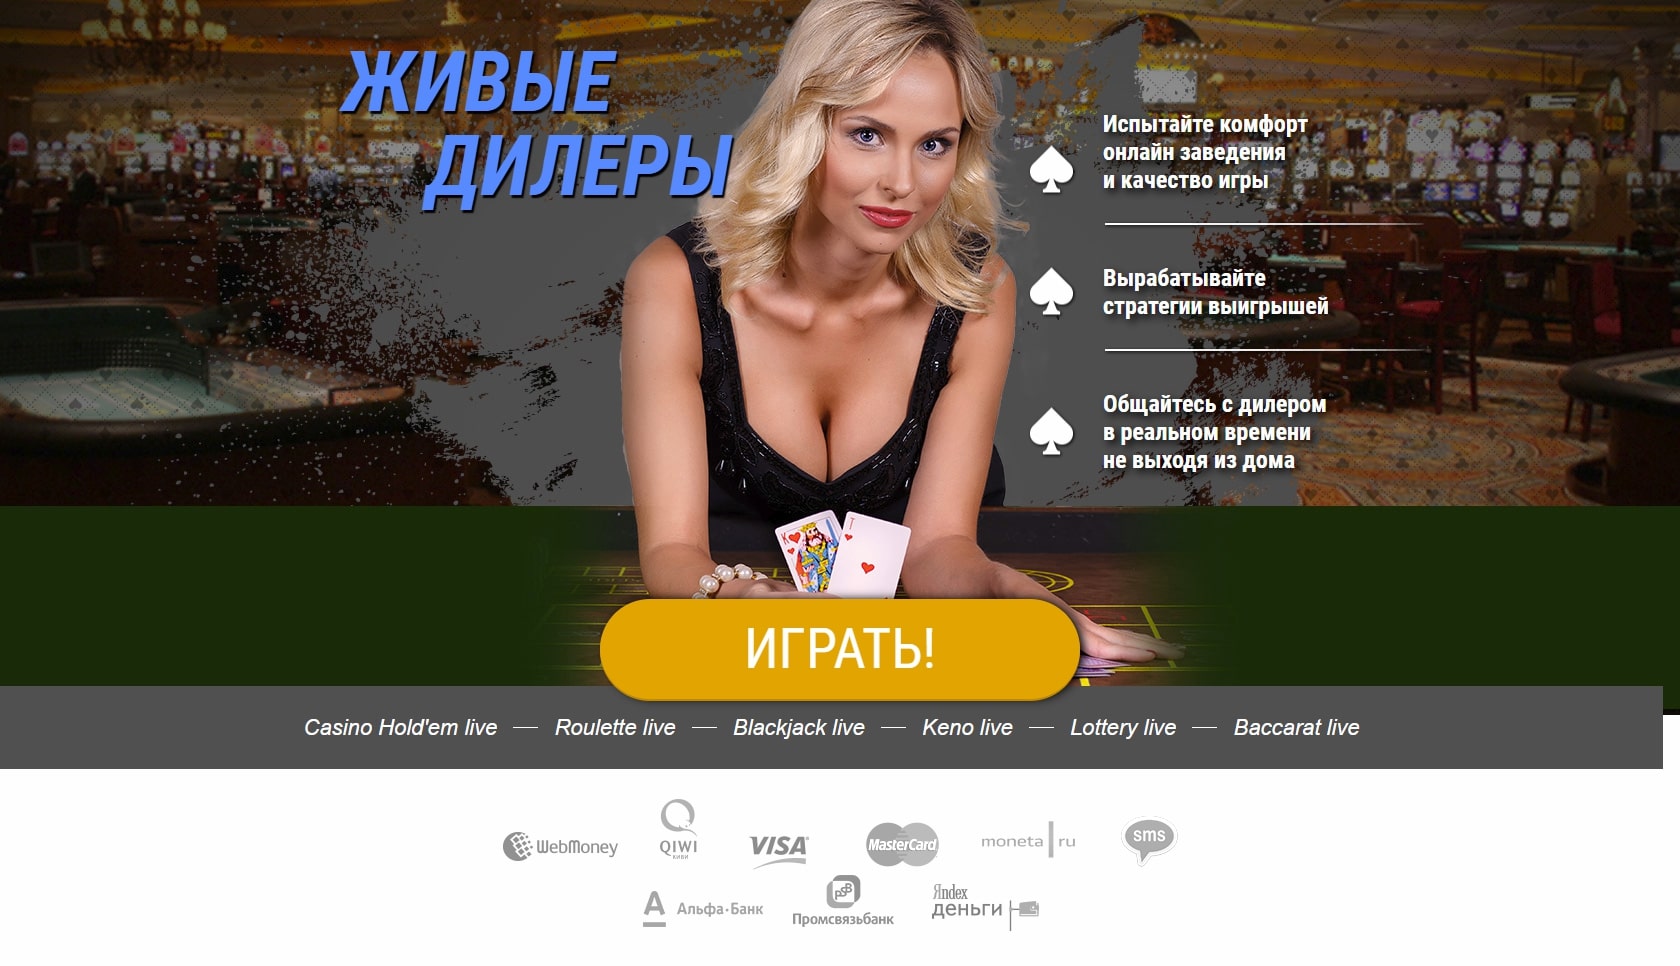 ЖИВЫЕ
ДИЛЕРЫ
Испытайте комфорт
онлайн заведения
и качество игры
Вырабатывайте
стратегии выигрышей
Общайтесь с дилером
в реальном времени
не выходя из дома
K
T
ИГРАТЬ!
Casino Hold'em live — Roulette live — Blackjack live — Keno live — Lottery live — Baccarat live
WebMoney
QIWI
КИВИ
VISA
MasterCard
moneta ru
sms
А
Альфа·Банк
PSB
Промсвязьбанк
Яndex
деньги